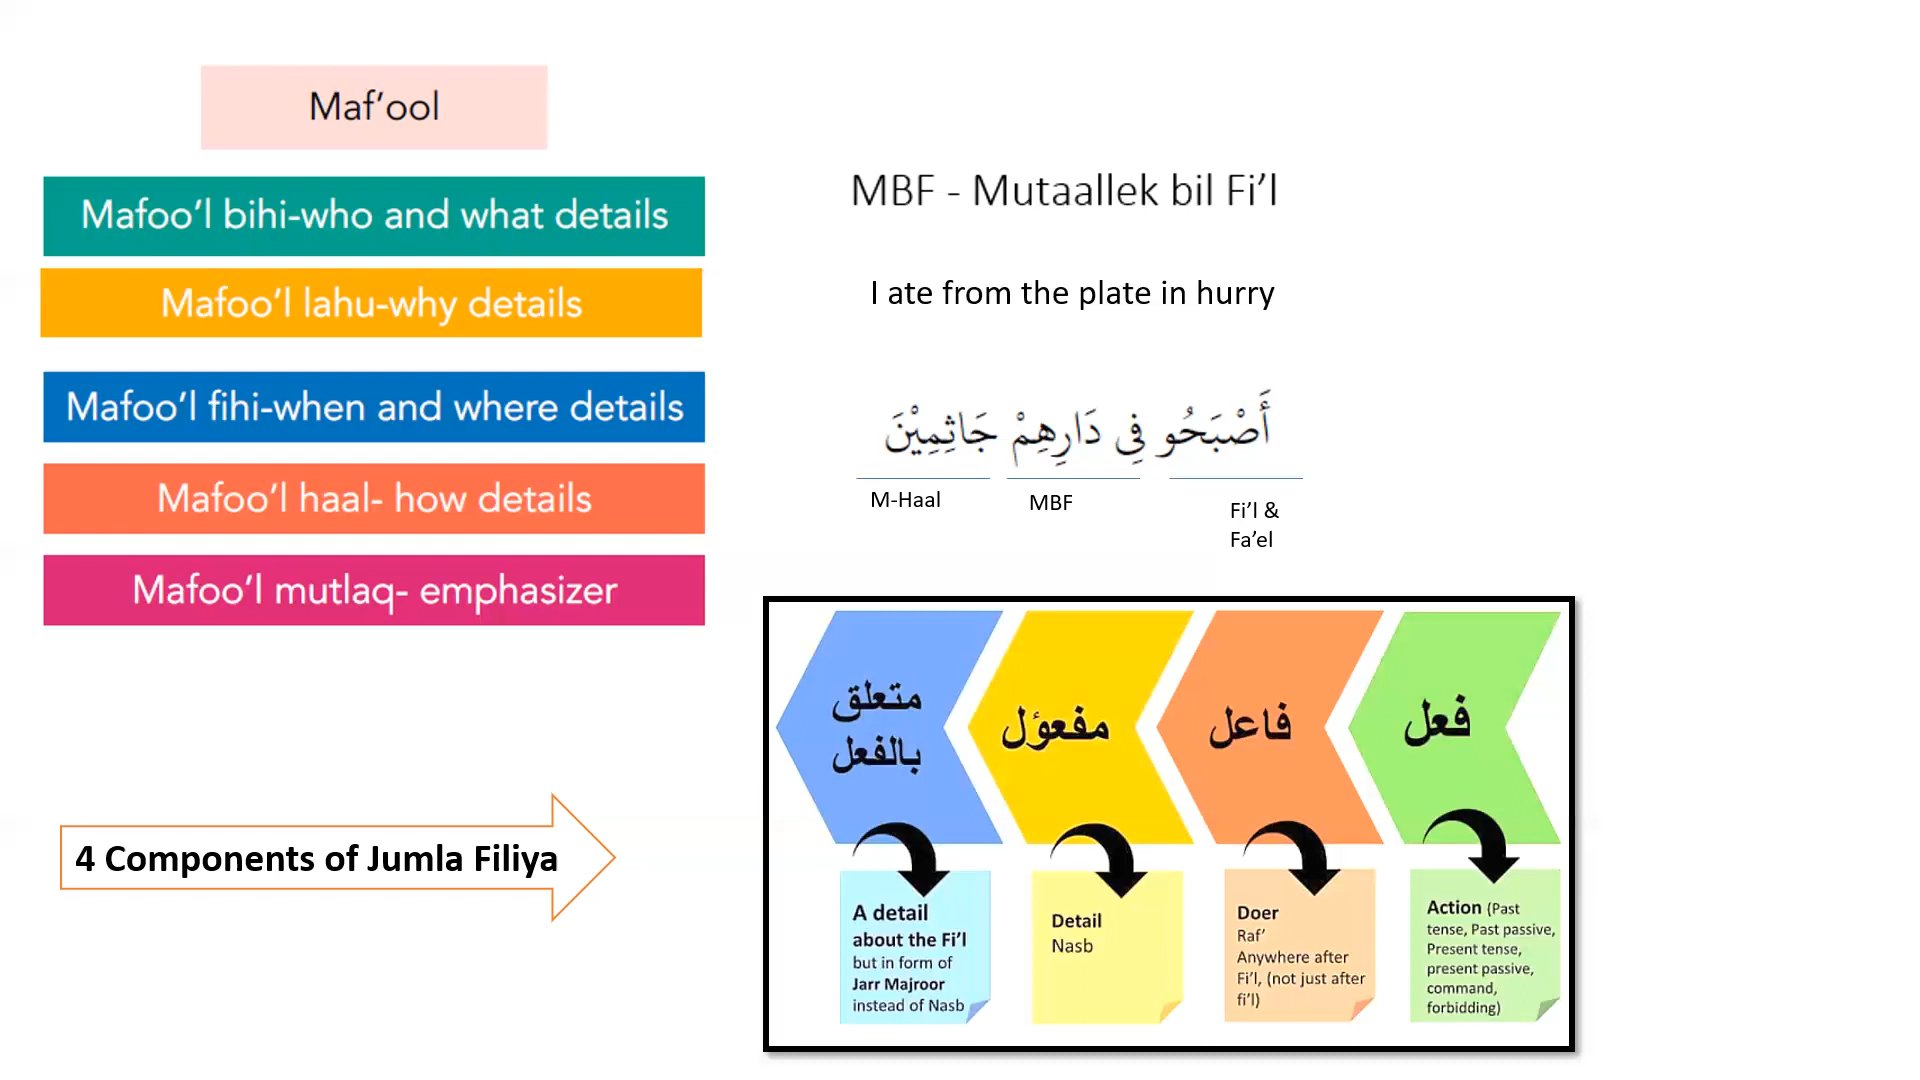 Maf’ool
Mafoo’l bihi-who and what details
Mafoo’l lahu-why details
Mafoo’l fihi-when and where details
Mafoo’l haal- how details
Mafoo’l mutlaq- emphasizer
4 Components of Jumla Filiya
MBF - Mutaallek bil Fi’l
I ate from the plate in hurry
أَصْبَحُو فِى دَارِهِمْ جَاثِمِيْنَ
Fi’l &
Fa’el
MBF
M-Haal
فعل
فاعل
مفعوٴل
متعلق
بالفعل
Action (Past
tense, Past passive,
Present tense,
present passive,
command,
forbidding)
Doer
Raf’
Anywhere after
Fi’l, (not just after
fi’l)
Detail
Nasb
A detail
about the Fi’l
but in form of
Jarr Majroor
instead of Nasb